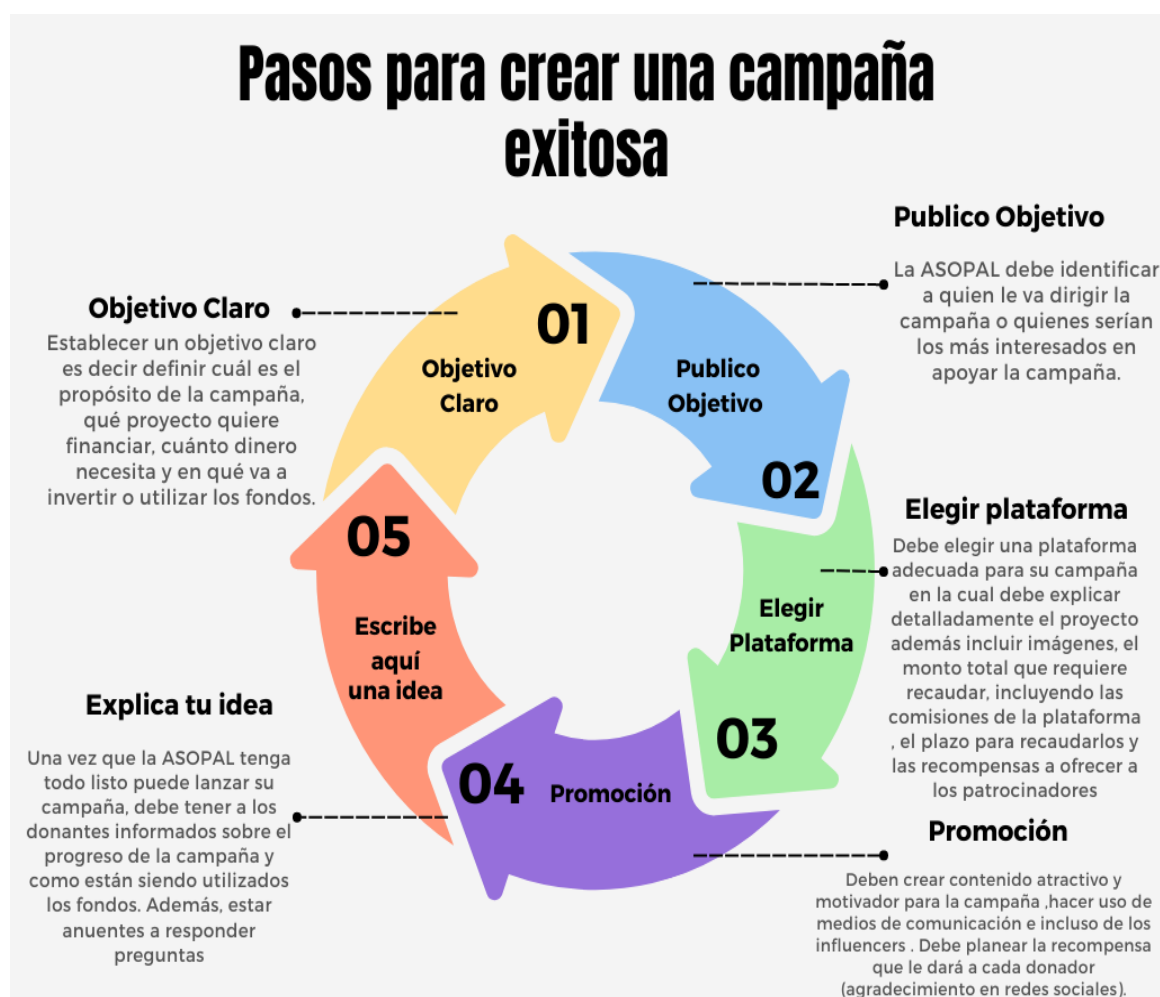 Pasos para crear una campaña
exitosa
Objetivo Claro
Establecer un objetivo claro
es decir definir cuál es el
propósito de la campaña,
qué proyecto quiere
financiar, cuánto dinero
necesita y en qué va a
invertir o utilizar los fondos.
01
Objetivo
Claro
Publico Objetivo
La ASOPAL debe identificar
a quien le va dirigir la
campaña o quienes serían
los más interesados en
apoyar la campaña.
Publico
Objetivo
02
Elegir plataforma
Debe elegir una plataforma
adecuada para su campaña
en la cual debe explicar
detalladamente el proyecto
además incluir imágenes, el
monto total que requiere
recaudar, incluyendo las
comisiones de la plataforma
, el plazo para recaudarlos y
las recompensas a ofrecer a
los patrocinadores
Elegir
Plataforma
03
Promoción
Deben crear contenido atractivo y
motivador para la campaña ,hacer uso de
medios de comunicación e incluso de los
influencers . Debe planear la recompensa
que le dará a cada donador
(agradecimiento en redes sociales).
04 Promoción
05
Escribe
aquí
una idea
Explica tu idea
Una vez que la ASOPAL tenga
todo listo puede lanzar su
campaña, debe tener a los
donantes informados sobre el
progreso de la campaña y
como están siendo utilizados
los fondos. Además, estar
anuentes a responder
preguntas